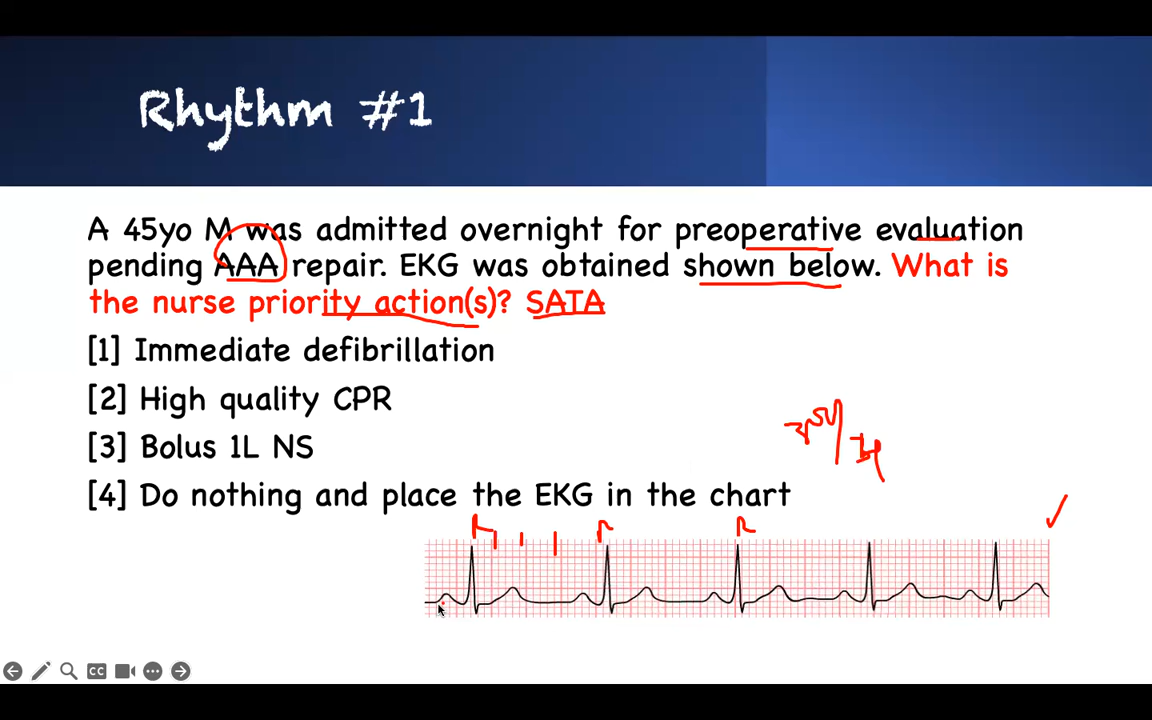 Rhythm #1
A 45yo M was admitted overnight for preoperative evaluation
pending AAA repair. EKG was obtained shown below. What is
the nurse priority action(s)? SATA
[1] Immediate defibrillation
[2] High quality CPR
[3] Bolus 1L NS
[4] Do nothing and place the EKG in the chart
R R R
CC